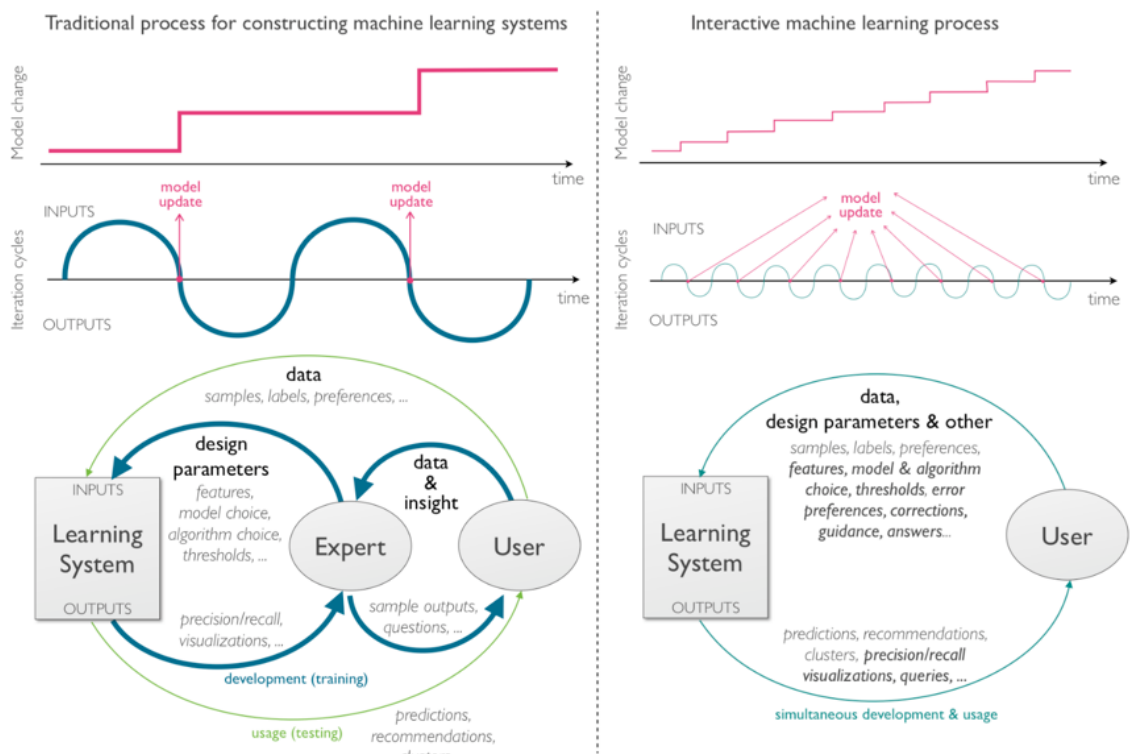 Traditional process for constructing machine learning systems
Model change
time
model
update
model
update
INPUTS
Iteration cycles
time
OUTPUTS
data
samples, labels, preferences, ...
design
parameters
features,
model choice,
algorithm choice,
thresholds, ...
data
&
insight
INPUTS
Learning
System
OUTPUTS
Expert
User
precision/recall,
visualizations, ...
sample outputs,
questions, ...
development (training)
usage (testing)
predictions,
recommendations,
Interactive machine learning process
Model change
time
model
update
INPUTS
Iteration cycles
time
OUTPUTS
data,
design parameters & other
samples, labels, preferences,
features, model & algorithm
choice, thresholds, error
preferences, corrections,
guidance, answers...
INPUTS
Learning
System
OUTPUTS
User
predictions, recommendations,
clusters, precision/recall
visualizations, queries, ...
simultaneous development & usage